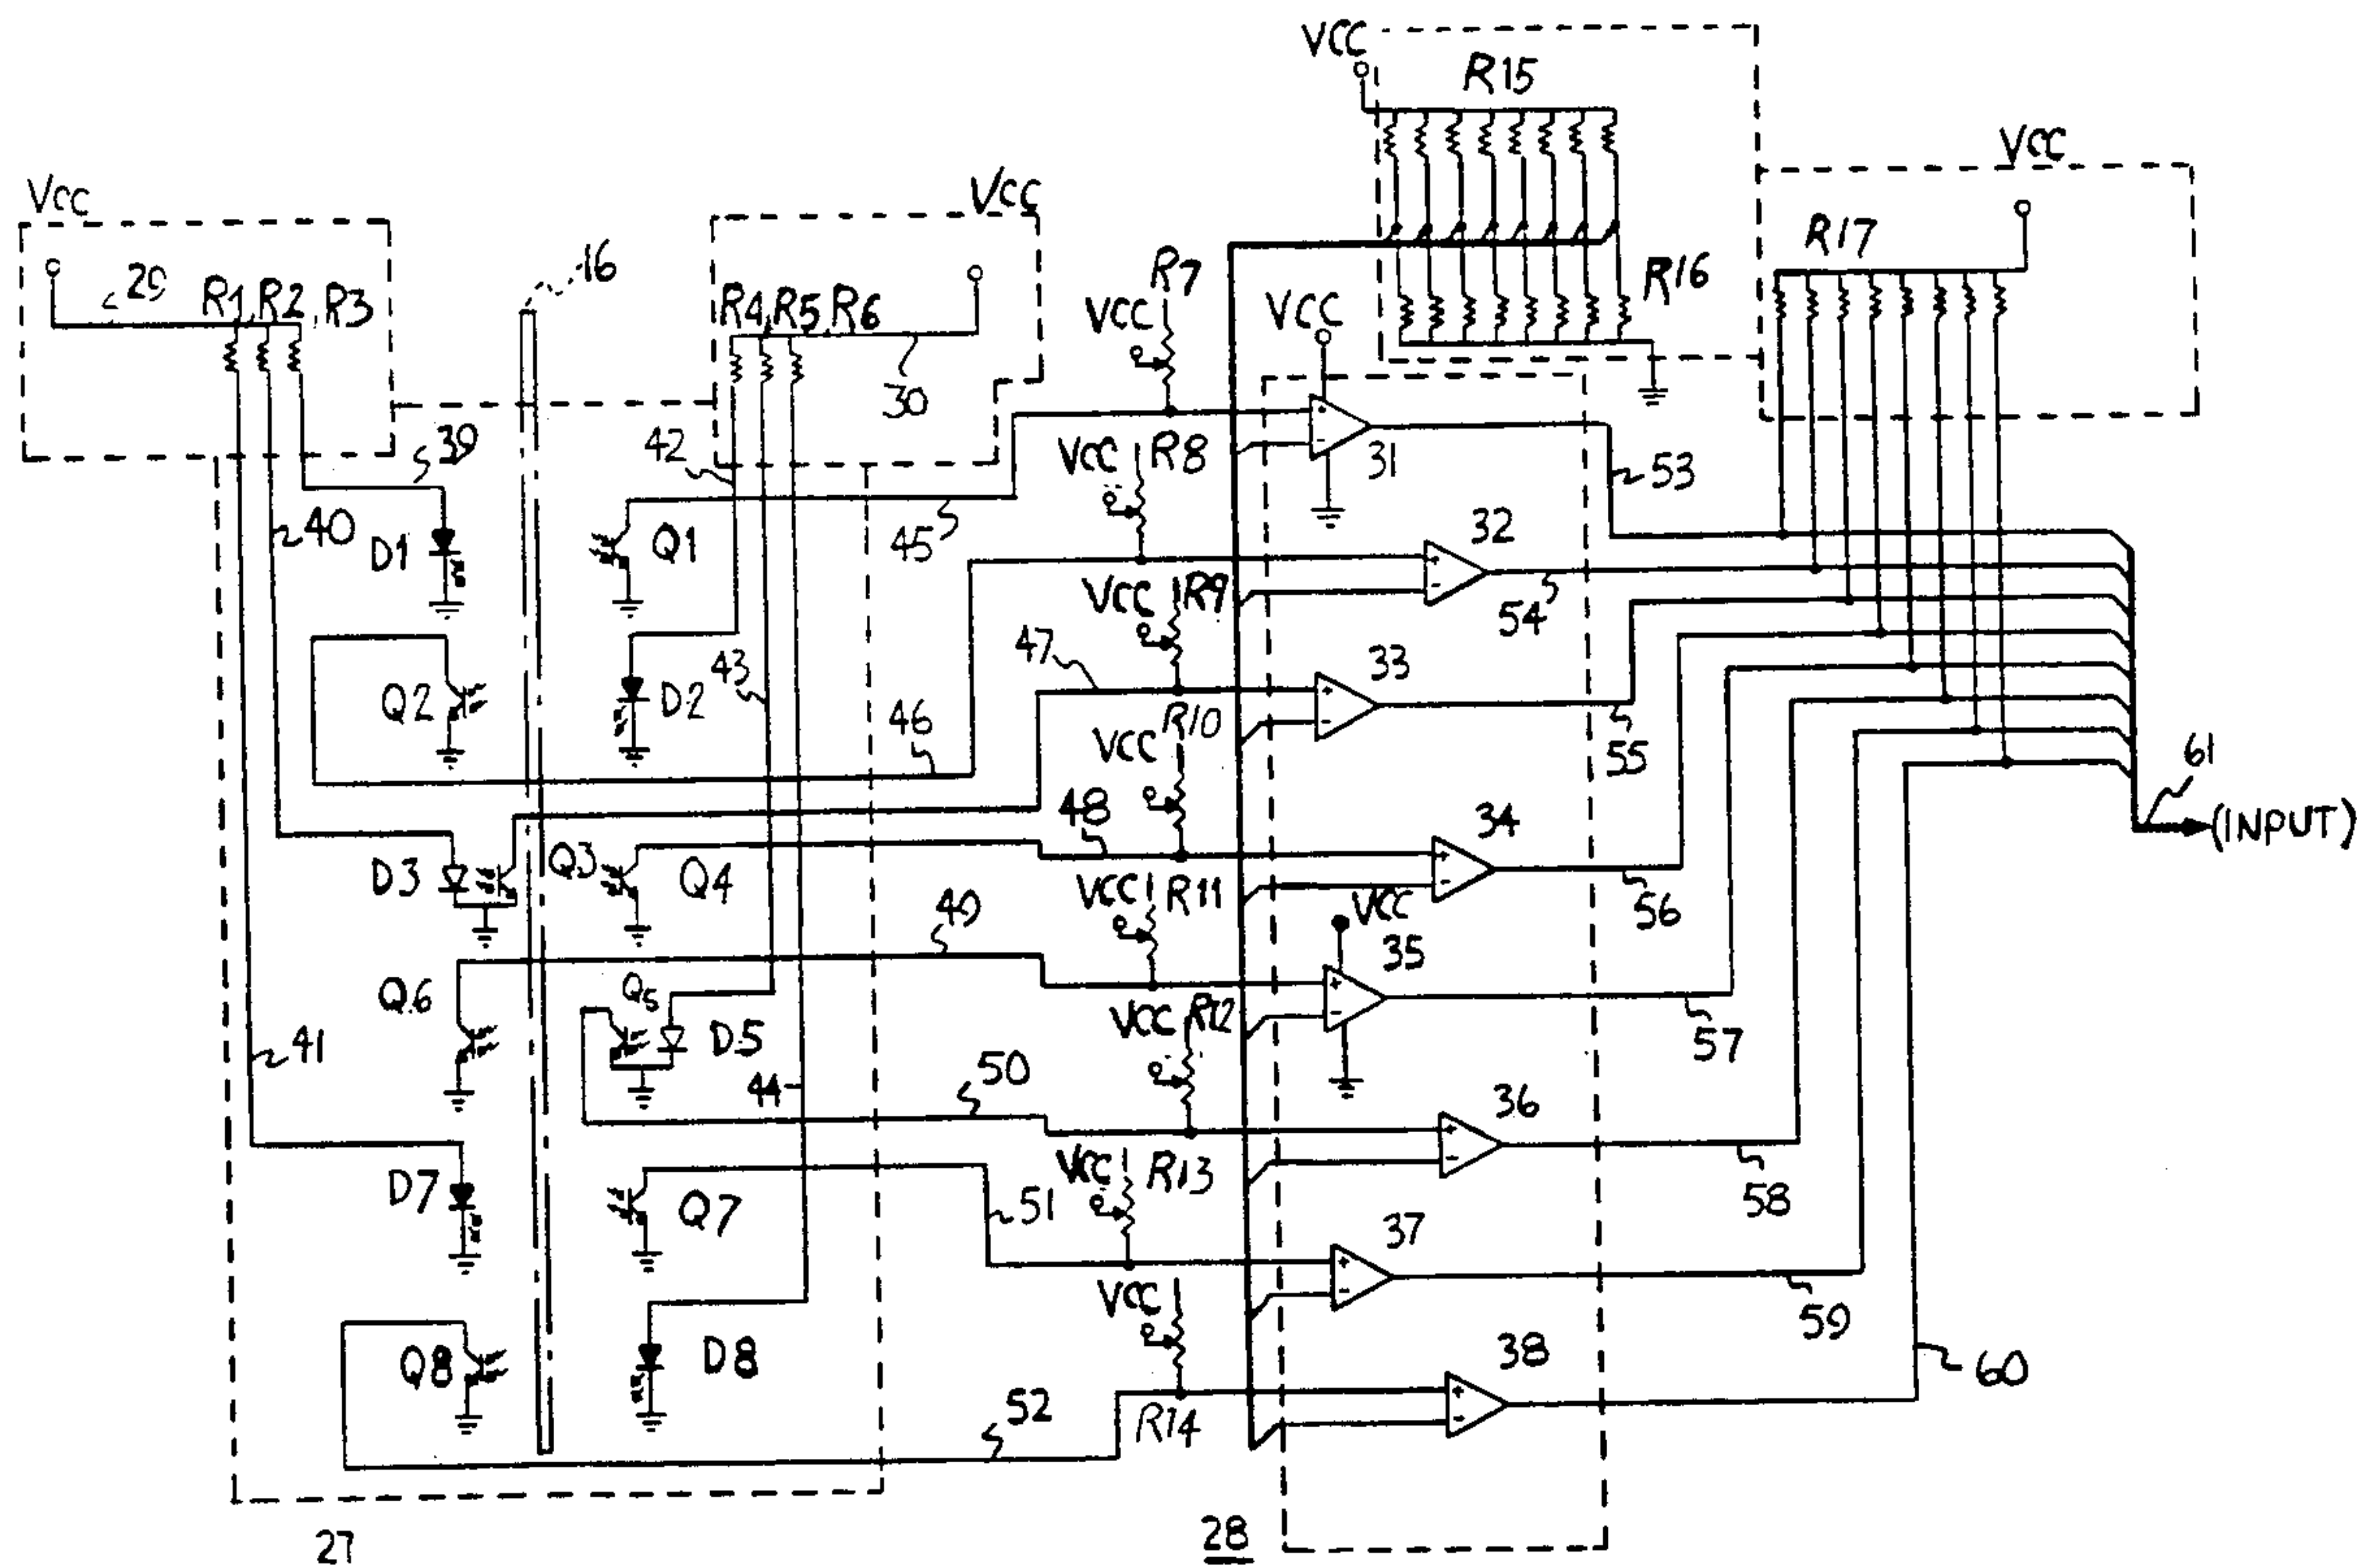 VCC
R15
VCC
VCC
R17
VCC
29
R1 R2 R3
16
R4 R5 R6
30
R7
VCC
VCC
R16
39
42
VCC R8
31
53
40
D1
Q1
45
32
VCC R9
54
43
47
33
Q2
D2
46
R10
VCC
55
61
48
34
(INPUT)
D3
Q3
Q4
VCC R11
56
VCC
49
35
Q6
Q5
D5
VCC R12
57
41
44
50
36
VCC R13
58
D7
Q7
51
37
VCC
59
Q8
D8
38
60
52
R14
27
28